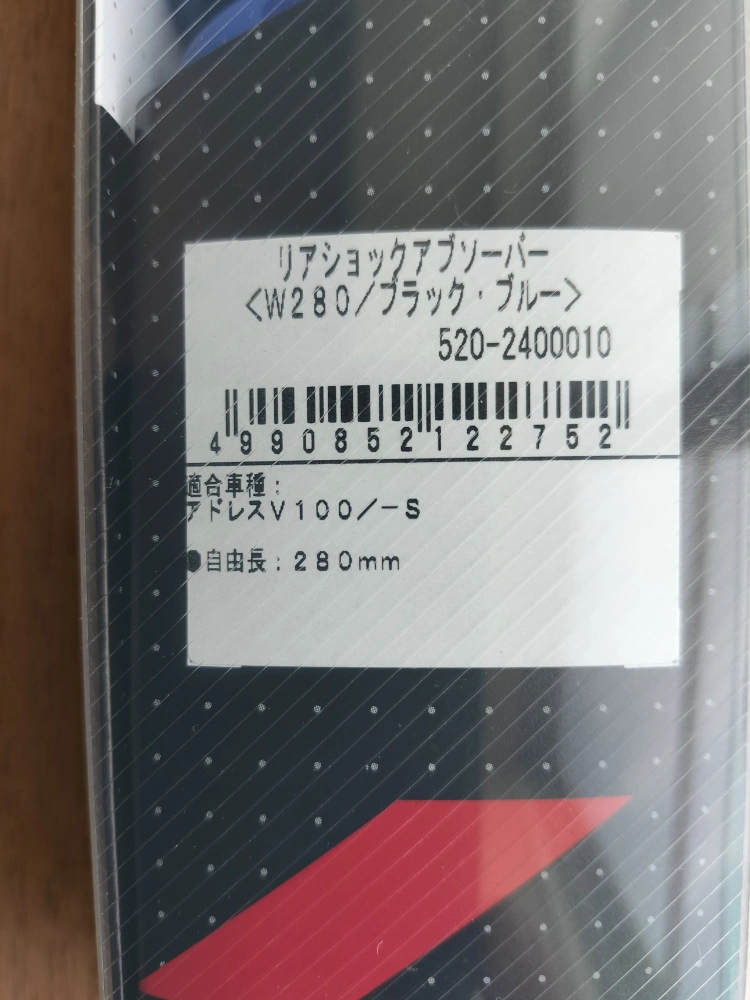 リアショックアブソーバー
<W280/ブラック・ブルー>
520-2400010
4990852122752
適合車種:
アドレスV100/-S
●自由長:280mm